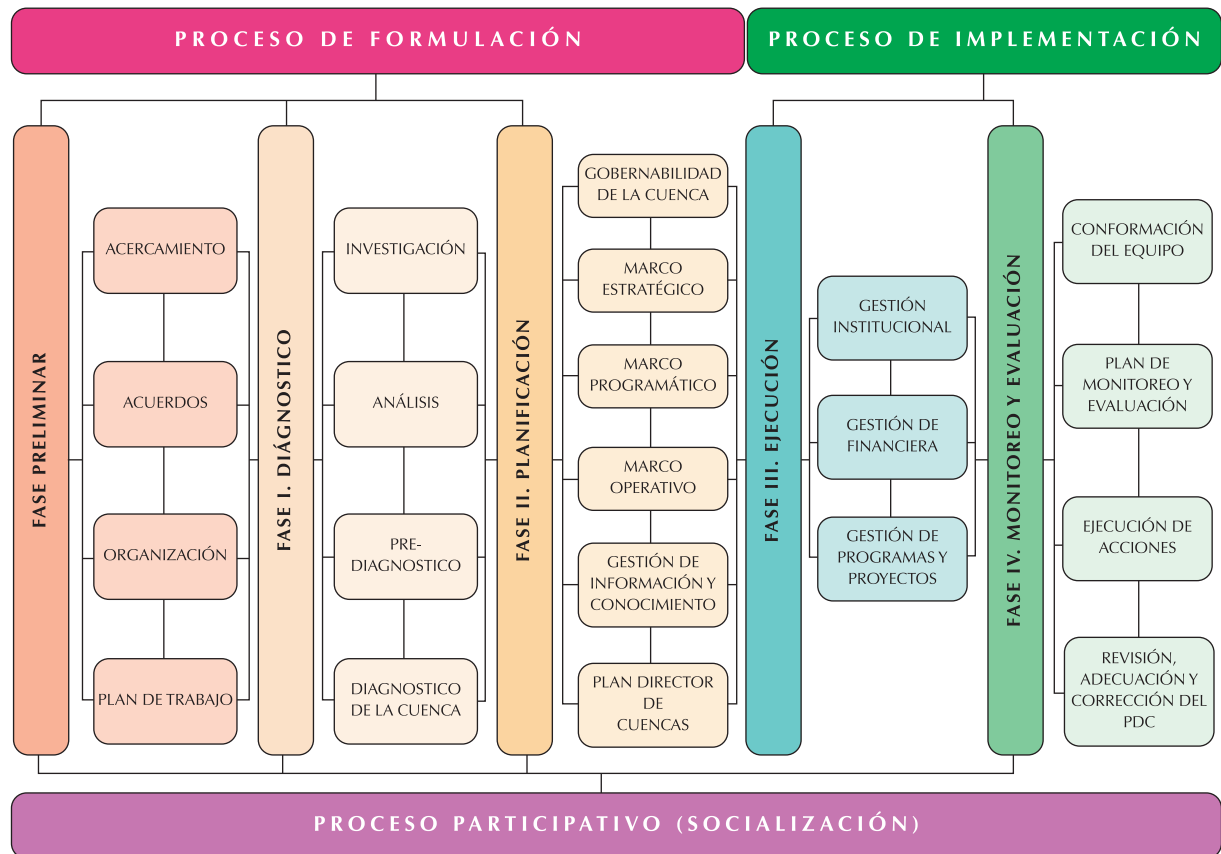 PROCESO DE FORMULACIÓN
PROCESO DE IMPLEMENTACIÓN
FASE PRELIMINAR
ACERCAMIENTO
ACUERDOS
ORGANIZACIÓN
PLAN DE TRABAJO
FASE I. DIÁGNOSTICO
INVESTIGACIÓN
ANÁLISIS
PRE-
DIAGNOSTICO
DIAGNOSTICO
DE LA CUENCA
FASE II. PLANIFICACIÓN
GOBERNABILIDAD
DE LA CUENCA
MARCO
ESTRATÉGICO
MARCO
PROGRAMÁTICO
MARCO
OPERATIVO
GESTIÓN DE
INFORMACIÓN Y
CONOCIMIENTO
PLAN DIRECTOR
DE
CUENCAS
FASE III. EJECUCIÓN
GESTIÓN
INSTITUCIONAL
GESTIÓN DE
FINANCIERA
GESTIÓN DE
PROGRAMAS Y
PROYECTOS
FASE IV. MONITOREO Y EVALUACIÓN
CONFORMACIÓN
DEL EQUIPO
PLAN DE
MONITOREO Y
EVALUACIÓN
EJECUCIÓN DE
ACCIONES
REVISIÓN,
ADECUACIÓN Y
CORRECCIÓN DEL
PDC
PROCESO PARTICIPATIVO (SOCIALIZACIÓN)